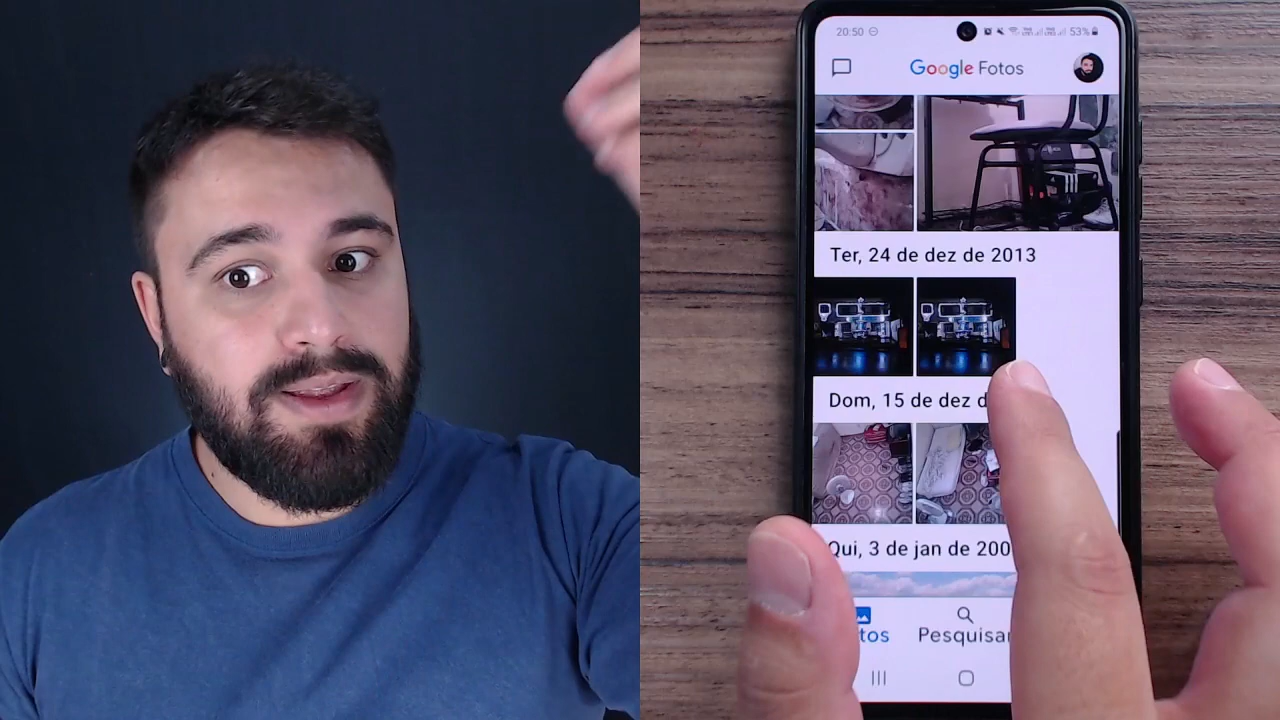 20:50
53%
Google Fotos
Ter, 24 de dez de 2013
Dom, 15 de dez
Qui, 3 de jan de 200
Pesquisar